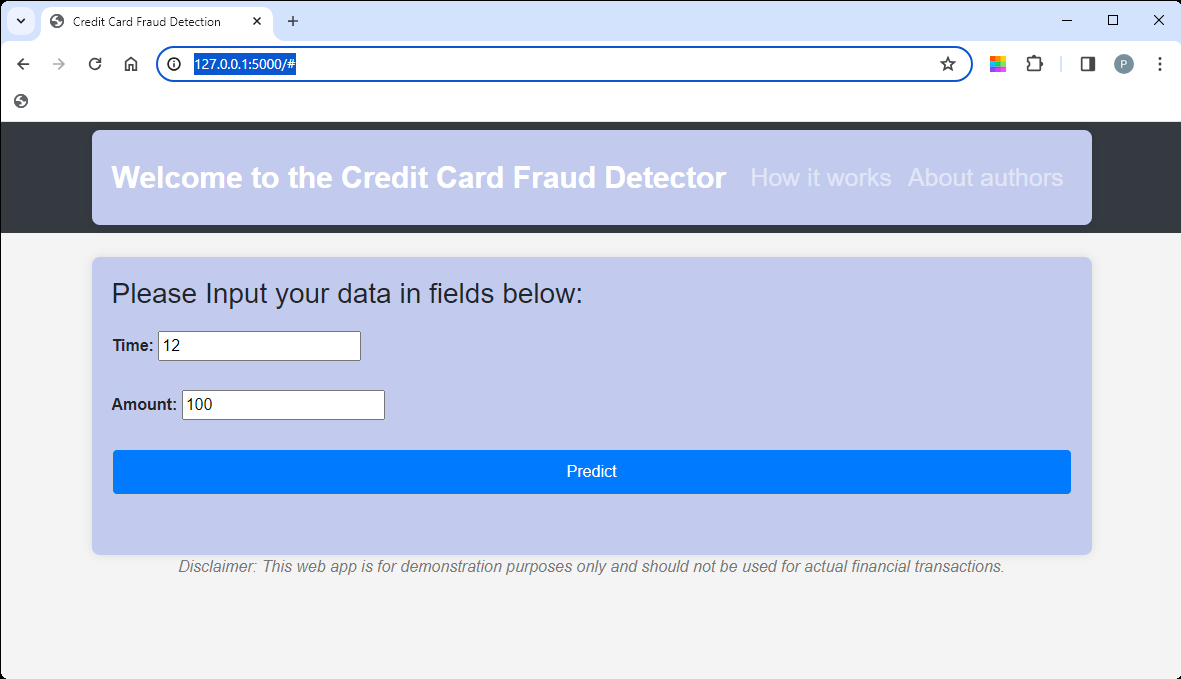 Credit Card Fraud Detection
127.0.0.1:5000/#
P
Welcome to the Credit Card Fraud Detector How it works About authors
Please Input your data in fields below:
Time: 12
Amount: 100
Predict
Disclaimer: This web app is for demonstration purposes only and should not be used for actual financial transactions.